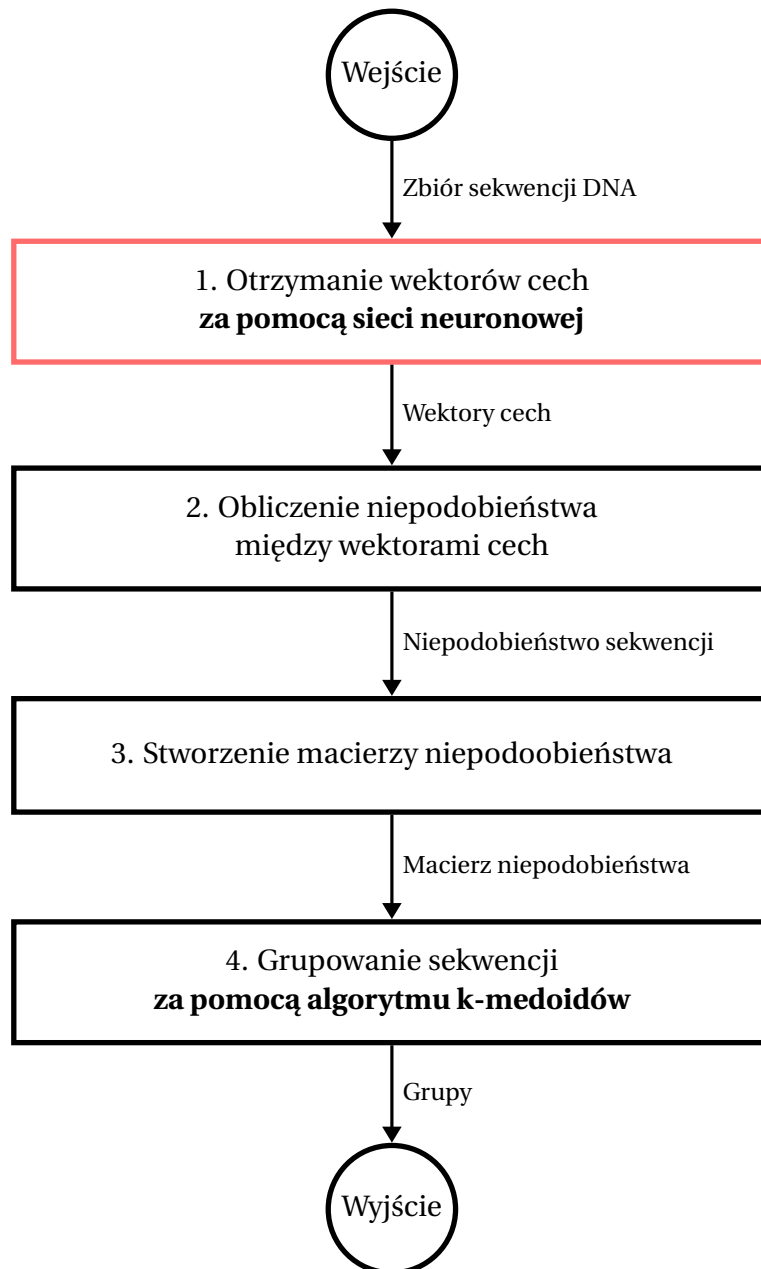 Wejście
Zbiór sekwencji DNA
1. Otrzymanie wektorów cech
za pomocą sieci neuronowej
Wektory cech
2. Obliczenie niepodobieństwa
między wektorami cech
Niepodobieństwo sekwencji
3. Stworzenie macierzy niepodoobieństwa
Macierz niepodobieństwa
4. Grupowanie sekwencji
za pomocą algorytmu k-medoidów
Grupy
Wyjście